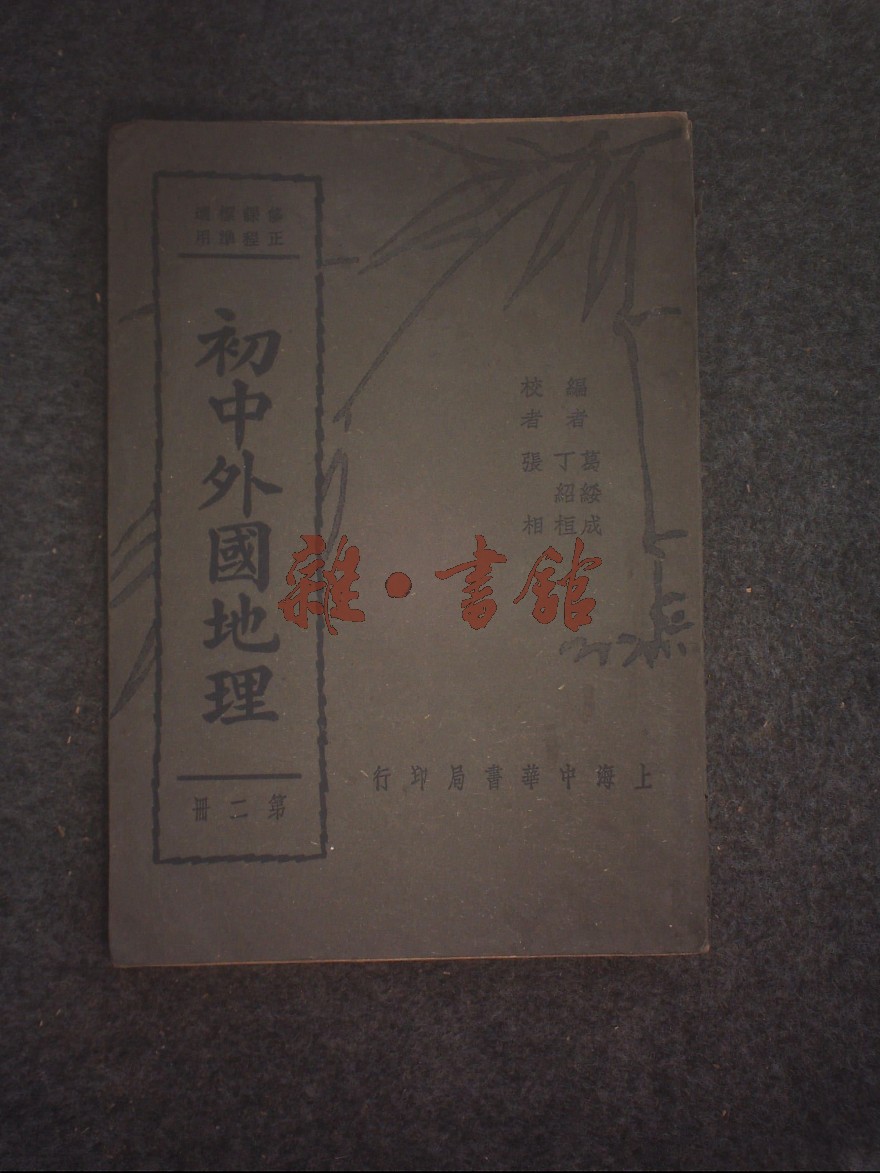 修正課程標準適用
初中外國地理
第二冊
編者 葛綏成
丁紹桓
校者 張相
上海中華書局印行
雜·書館